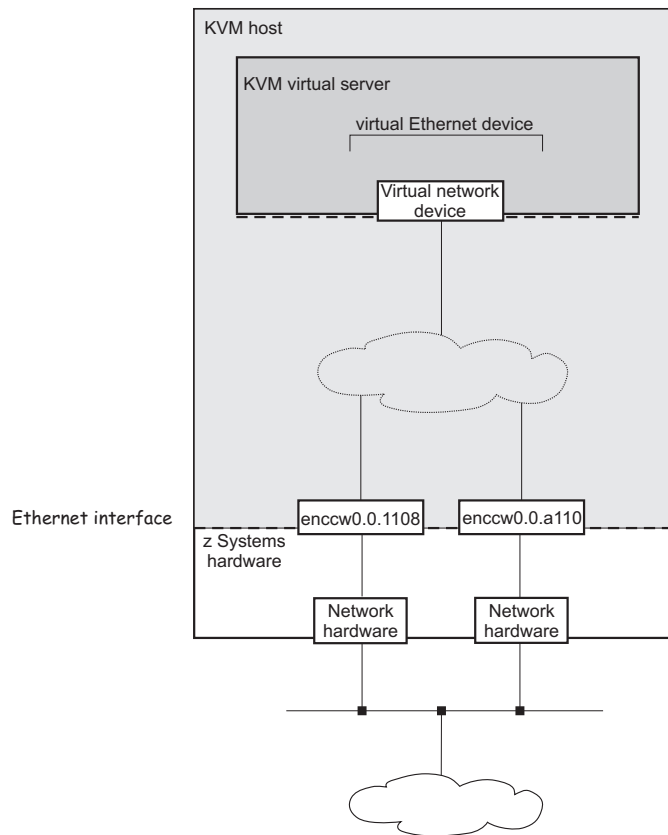 KVM host
KVM virtual server
virtual Ethernet device
Virtual network
device
Ethernet interface
enccw0.0.1108
enccw0.0.a110
z Systems
hardware
Network
hardware
Network
hardware